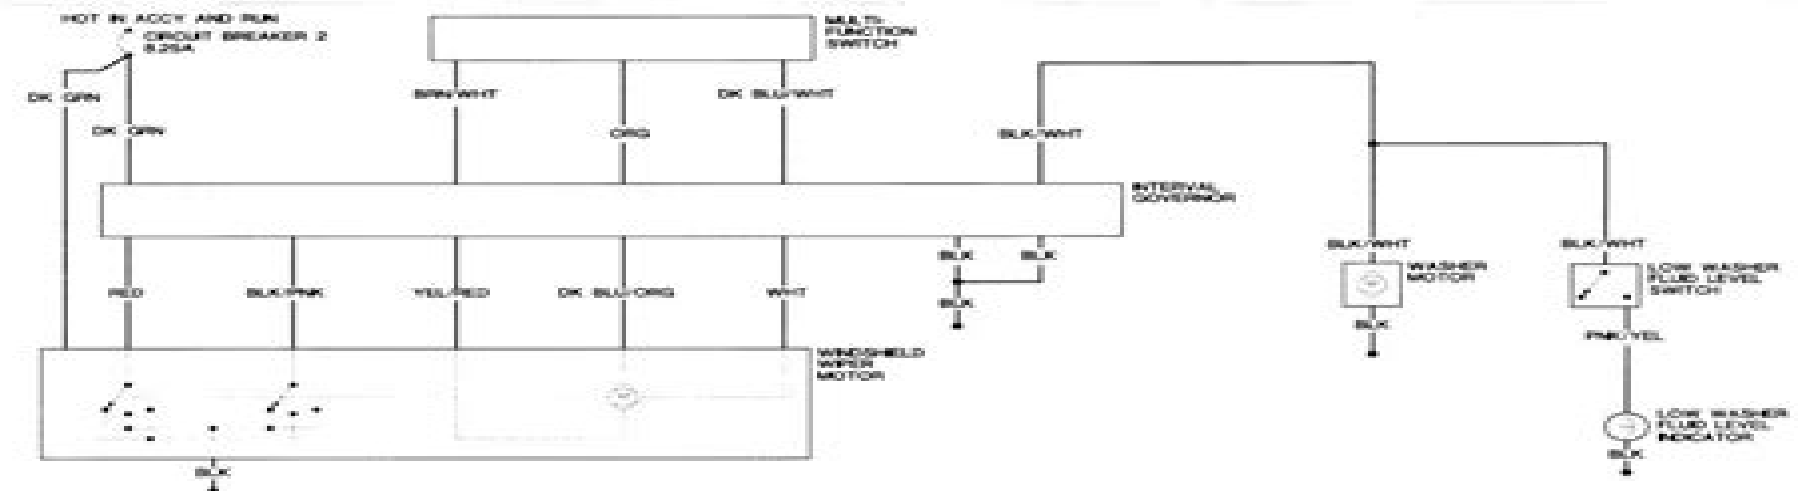 HOT IN ACCY AND RUN
CIRCUIT BREAKER 2
8.25A
MULTI-
FUNCTION
SWITCH
DK GRN
BRN/WHT
DK BLU/WHT
DK GRN
ORG
BLK/WHT
INTERVAL
GOVERNOR
BLK/WHT
BLK/WHT
BLK
BLK
WASHER
MOTOR
LOW WASHER
FLUID LEVEL
SWITCH
RED
BLK/PNK
YEL/RED
DK BLU/ORG
WHT
BLK
BLK
PNK/YEL
WINDSHIELD
WIPER
MOTOR
M
LOW WASHER
FLUID LEVEL
INDICATOR
BLK
BLK